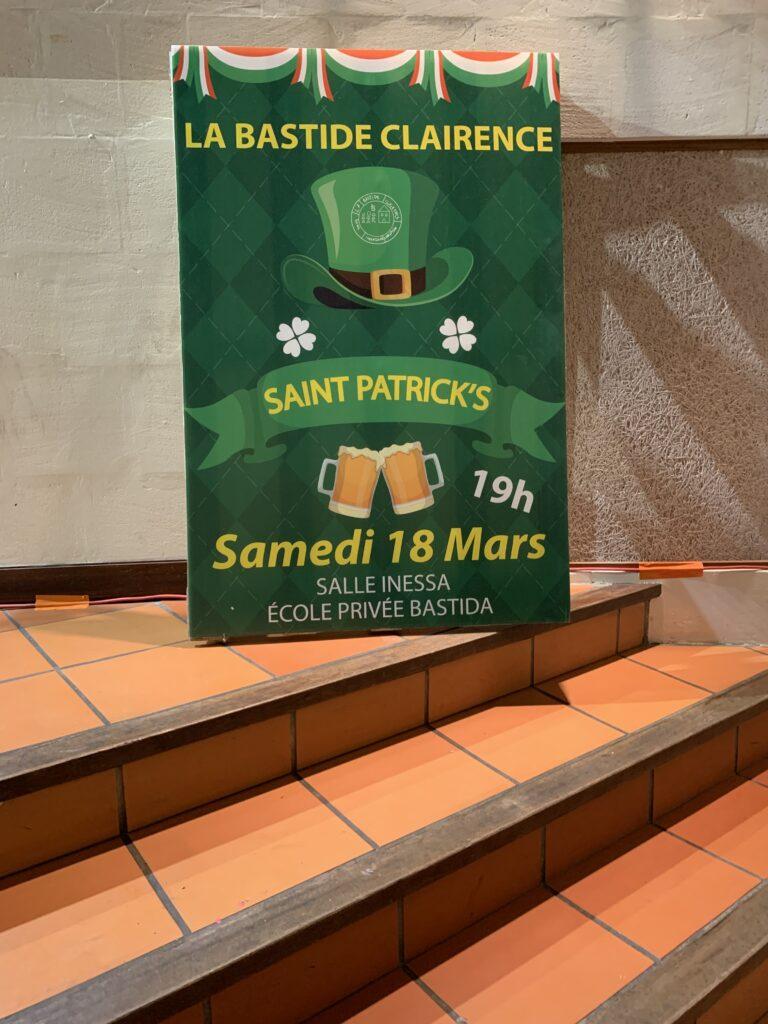 LA BASTIDE CLAIRENCE
SAINT PATRICK'S
19h
Samedi 18 Mars
SALLE INESSA
ÉCOLE PRIVÉE BASTIDA